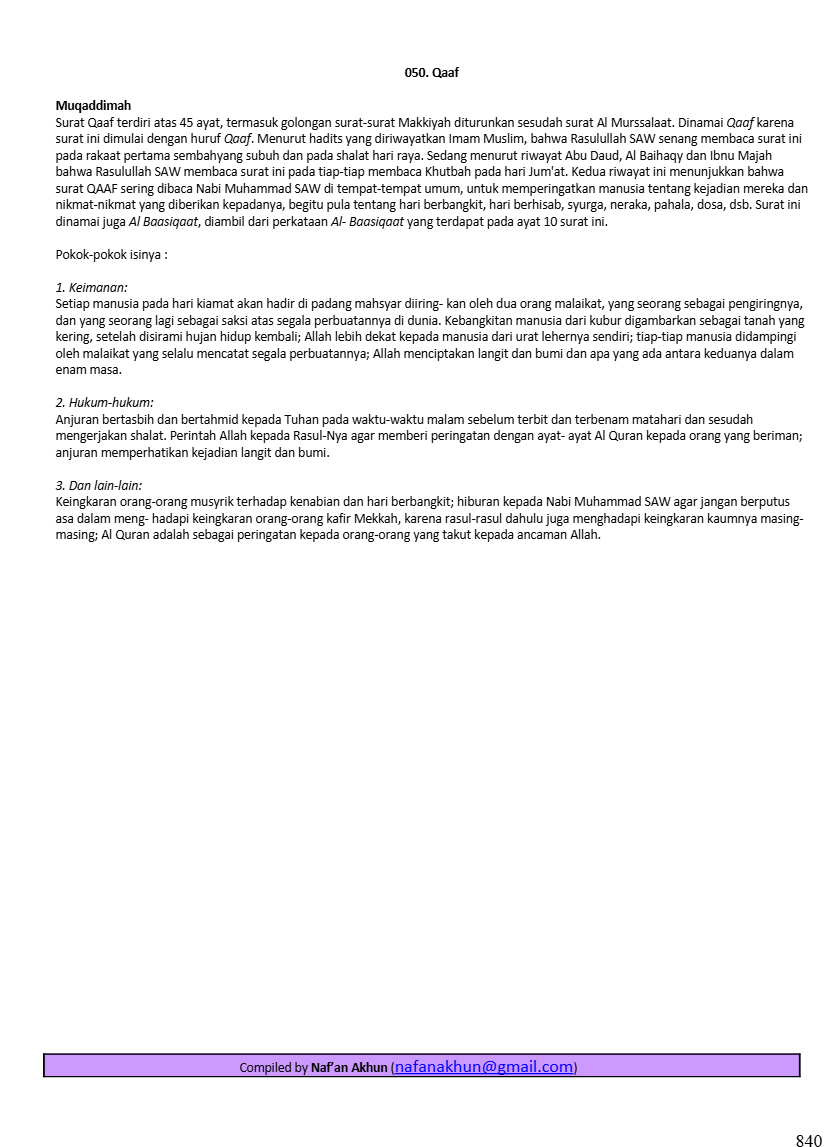 050. Qaaf
Muqaddimah
Surat Qaaf terdiri atas 45 ayat, termasuk golongan surat-surat Makkiyah diturunkan sesudah surat Al Murssalaat. Dinamai Qaaf karena
surat ini dimulai dengan huruf Qaaf. Menurut hadits yang diriwayatkan Imam Muslim, bahwa Rasulullah SAW senang membaca surat ini
pada rakaat pertama sembahyang subuh dan pada shalat hari raya. Sedang menurut riwayat Abu Daud, Al Baihaqy dan Ibnu Majah
bahwa Rasulullah SAW membaca surat ini pada tiap-tiap membaca Khutbah pada hari Jum'at. Kedua riwayat ini menunjukkan bahwa
surat QAAF sering dibaca Nabi Muhammad SAW di tempat-tempat umum, untuk memperingatkan manusia tentang kejadian mereka dan
nikmat-nikmat yang diberikan kepadanya, begitu pula tentang hari berbangkit, hari berhisab, syurga, neraka, pahala, dosa, dsb. Surat ini
dinamai juga Al Baasiqaat, diambil dari perkataan Al- Baasiqaat yang terdapat pada ayat 10 surat ini.
Pokok-pokok isinya :
1. Keimanan:
Setiap manusia pada hari kiamat akan hadir di padang mahsyar diiring- kan oleh dua orang malaikat, yang seorang sebagai pengiringnya,
dan yang seorang lagi sebagai saksi atas segala perbuatannya di dunia. Kebangkitan manusia dari kubur digambarkan sebagai tanah yang
kering, setelah disirami hujan hidup kembali; Allah lebih dekat kepada manusia dari urat lehernya sendiri; tiap-tiap manusia didampingi
oleh malaikat yang selalu mencatat segala perbuatannya; Allah menciptakan langit dan bumi dan apa yang ada antara keduanya dalam
enam masa.
2. Hukum-hukum:
Anjuran bertasbih dan bertahmid kepada Tuhan pada waktu-waktu malam sebelum terbit dan terbenam matahari dan sesudah
mengerjakan shalat. Perintah Allah kepada Rasul-Nya agar memberi peringatan dengan ayat- ayat Al Quran kepada orang yang beriman;
anjuran memperhatikan kejadian langit dan bumi.
3. Dan lain-lain:
Keingkaran orang-orang musyrik terhadap kenabian dan hari berbangkit; hiburan kepada Nabi Muhammad SAW agar jangan berputus
asa dalam meng- hadapi keingkaran orang-orang kafir Mekkah, karena rasul-rasul dahulu juga menghadapi keingkaran kaumnya masing-
masing; Al Quran adalah sebagai peringatan kepada orang-orang yang takut kepada ancaman Allah.
Compiled by Naf’an Akhun (nafanakhun@gmail.com)
840